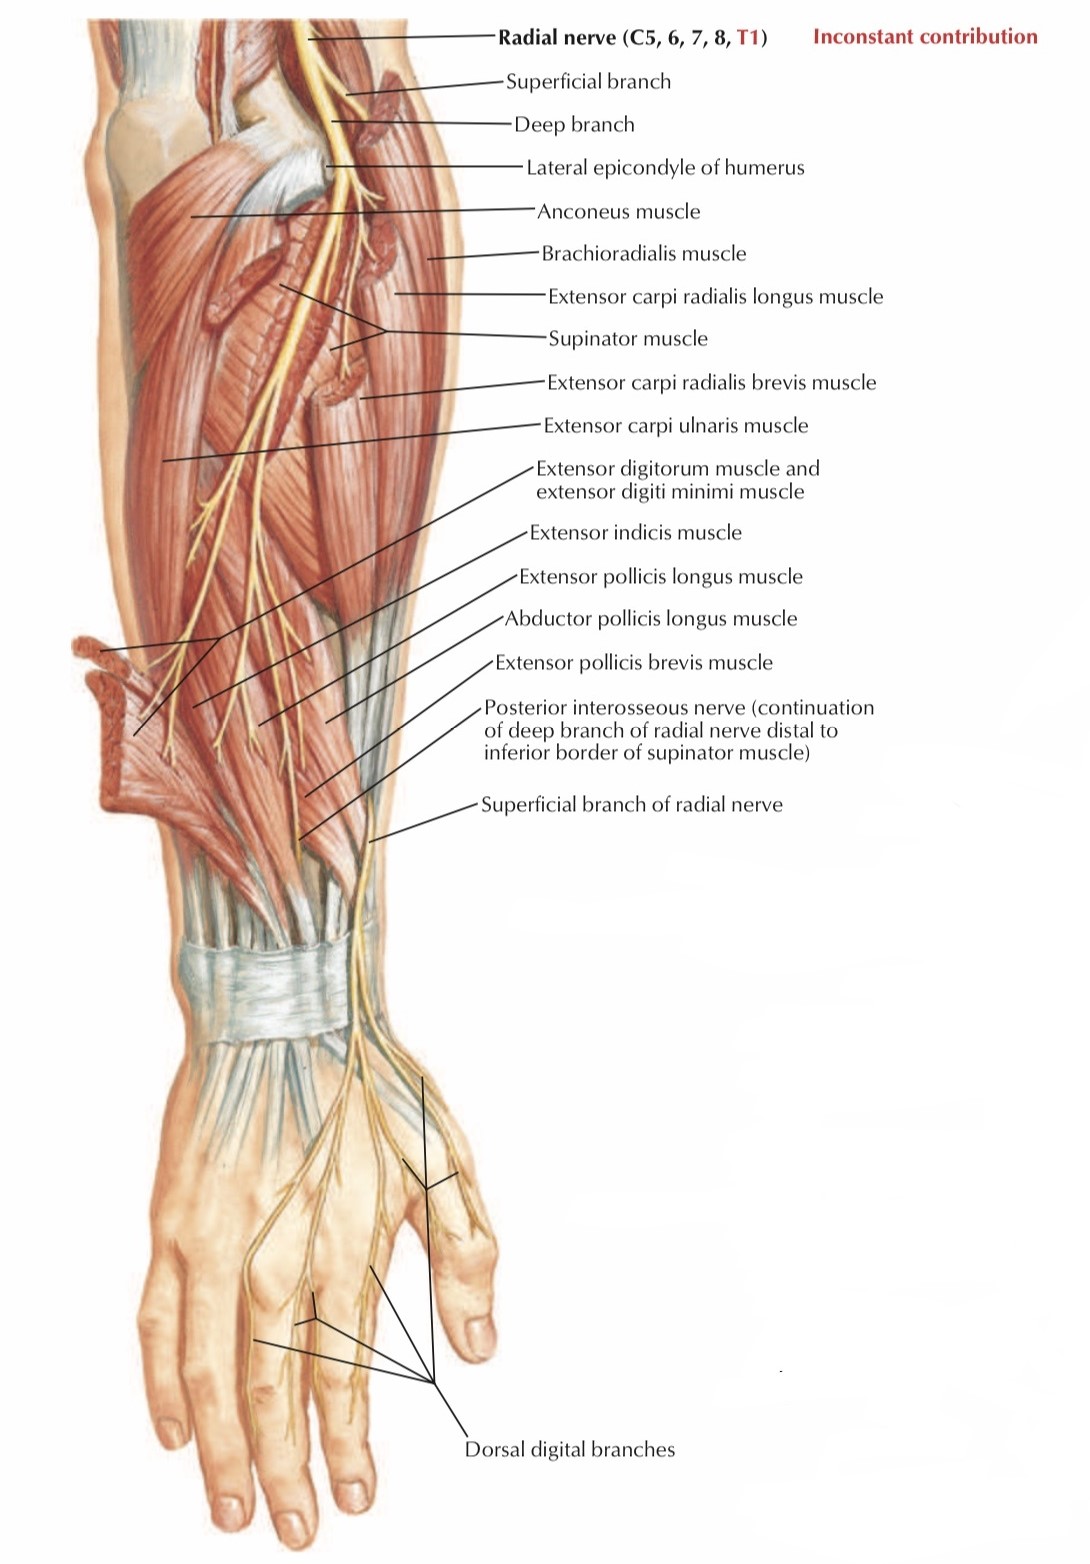 Radial nerve (C5, 6, 7, 8, T1) Inconstant contribution
Superficial branch
Deep branch
Lateral epicondyle of humerus
Anconeus muscle
Brachioradialis muscle
Extensor carpi radialis longus muscle
Supinator muscle
Extensor carpi radialis brevis muscle
Extensor carpi ulnaris muscle
Extensor digitorum muscle and
extensor digiti minimi muscle
Extensor indicis muscle
Extensor pollicis longus muscle
Abductor pollicis longus muscle
Extensor pollicis brevis muscle
Posterior interosseous nerve (continuation
of deep branch of radial nerve distal to
inferior border of supinator muscle)
Superficial branch of radial nerve
Dorsal digital branches